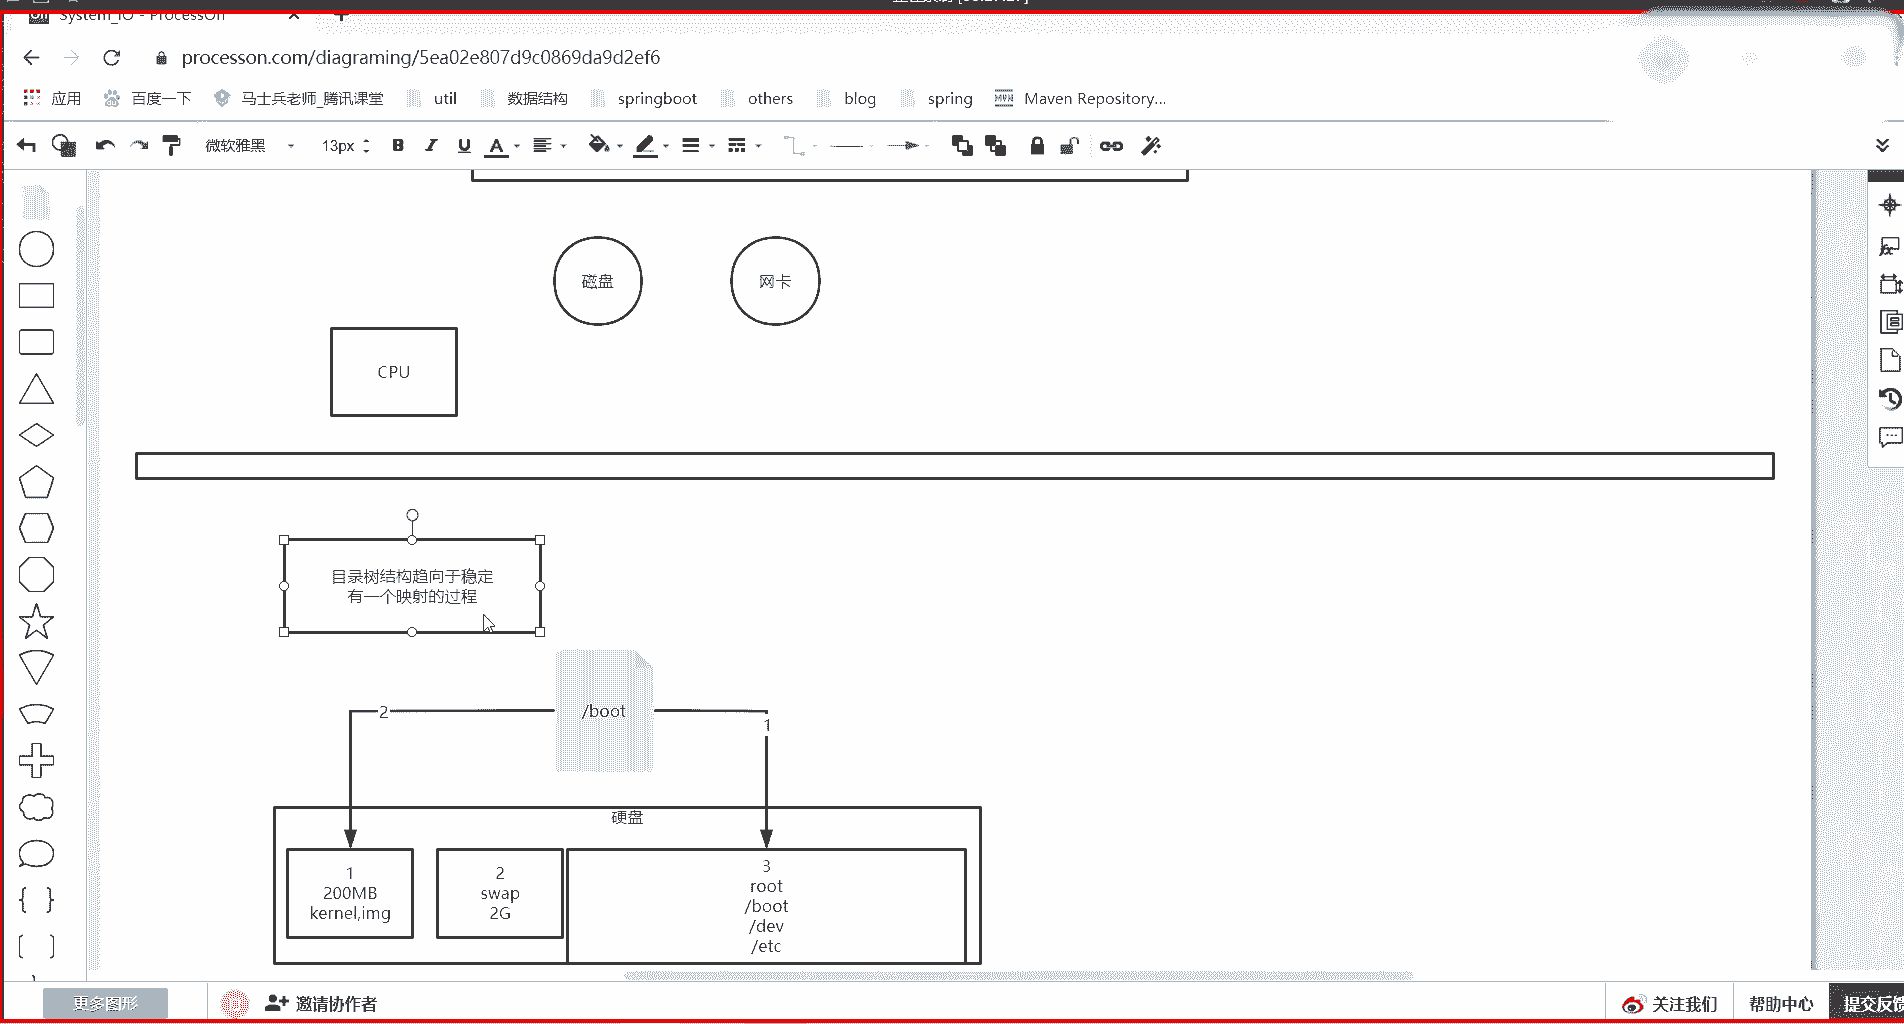 System_IO - ProcessOn
processon.com/diagraming/5ea02e807d9c0869da9d2ef6
应用 百度一下 马士兵老师_腾讯课堂 util 数据结构 springboot others blog spring Maven Repository...
微软雅黑 13px B I U A
磁盘
网卡
CPU
目录树结构趋向于稳定
有一个映射的过程
/boot
2
1
硬盘
1
200MB
kernel,img
2
swap
2G
3
root
/boot
/dev
/etc
更多图形
邀请协作者
关注我们
帮助中心
提交反馈